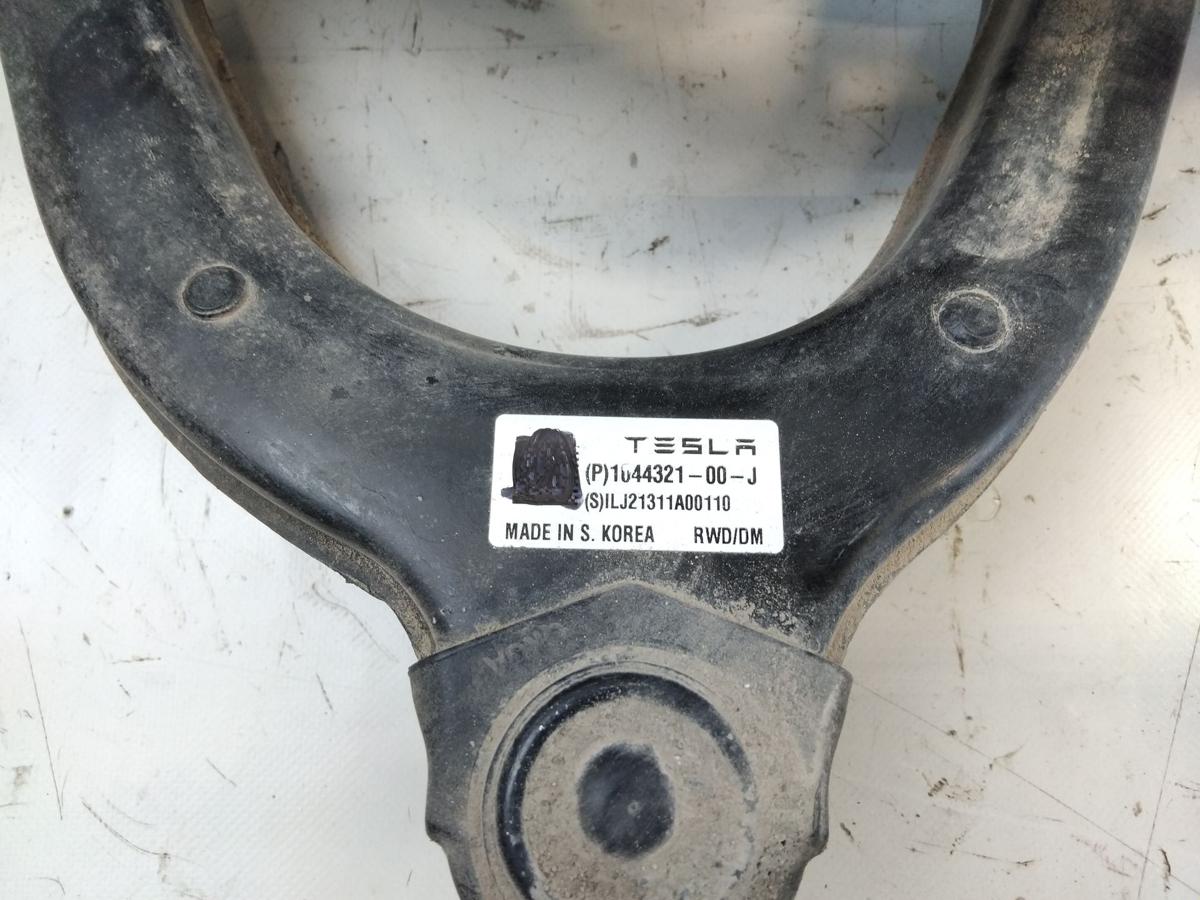 TESLA
(P)1044321-00-J
(S)ILJ21311A00110
MADE IN S. KOREA RWD/DM